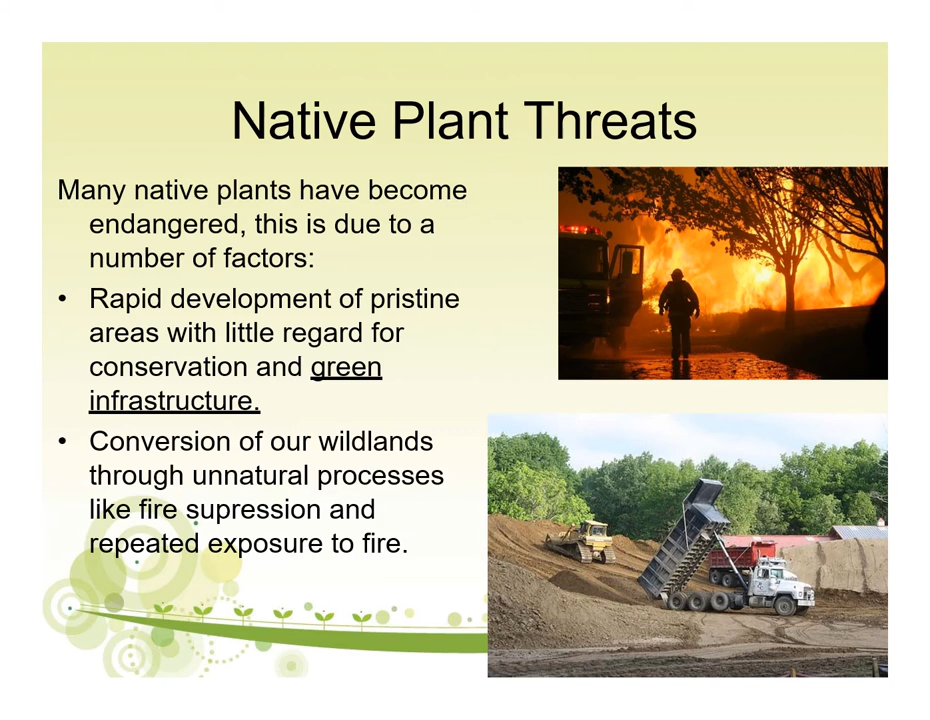 Native Plant Threats
Many native plants have become
endangered, this is due to a
number of factors:
• Rapid development of pristine
areas with little regard for
conservation and green
infrastructure.
• Conversion of our wildlands
through unnatural processes
like fire supression and
repeated exposure to fire.